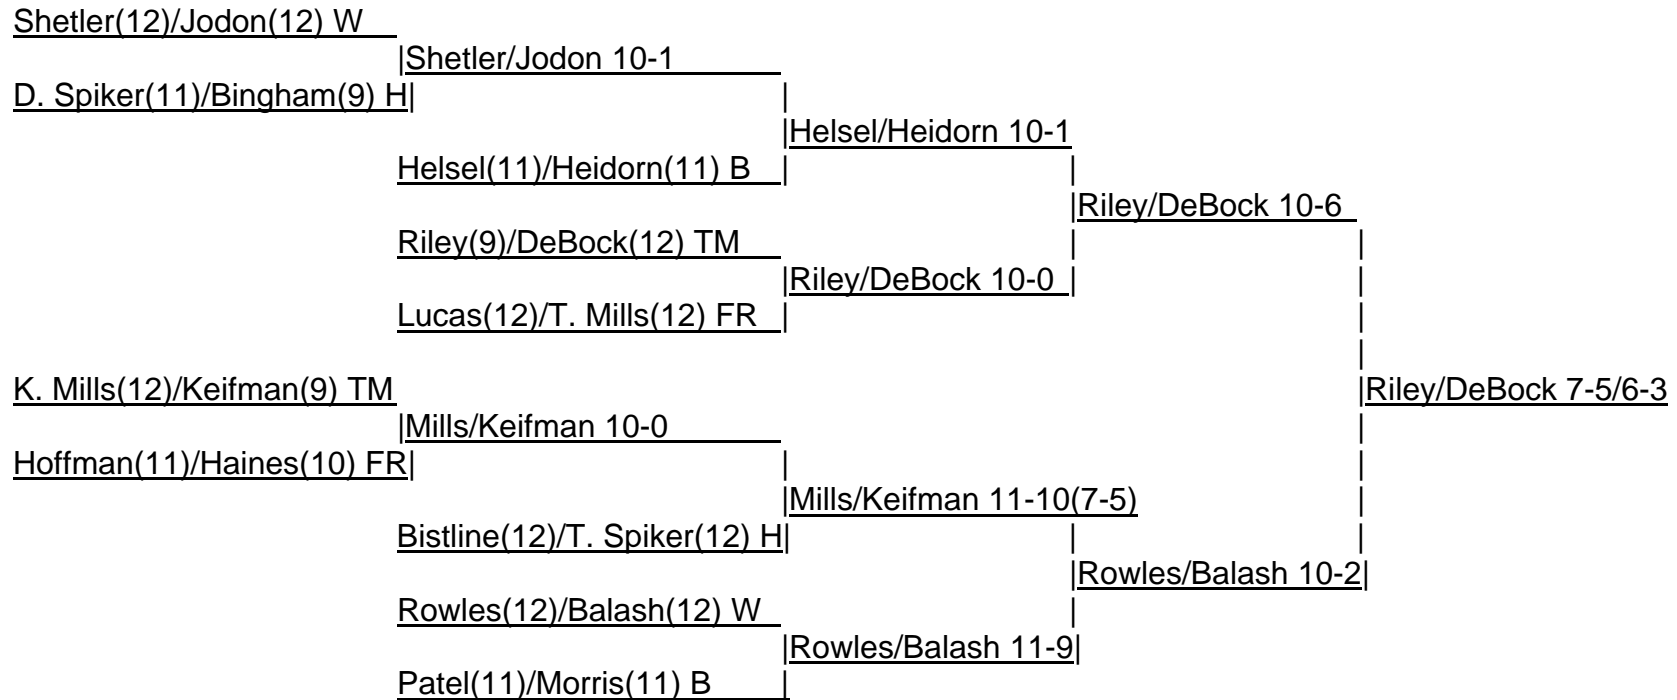 Shetler(12)/Jodon(12) W
|Shetler/Jodon 10-1
D. Spiker(11)/Bingham(9) H|
|Helsel/Heidorn 10-1
Helsel(11)/Heidorn(11) B
|Riley/DeBock 10-6
Riley(9)/DeBock(12) TM
|Riley/DeBock 10-0
Lucas(12)/T. Mills(12) FR
K. Mills(12)/Keifman(9) TM
|Riley/DeBock 7-5/6-3
|Mills/Keifman 10-0
Hoffman(11)/Haines(10) FR|
|Mills/Keifman 11-10(7-5)
Bistline(12)/T. Spiker(12) H|
|Rowles/Balash 10-2|
Rowles(12)/Balash(12) W
|Rowles/Balash 11-9|
Patel(11)/Morris(11) B